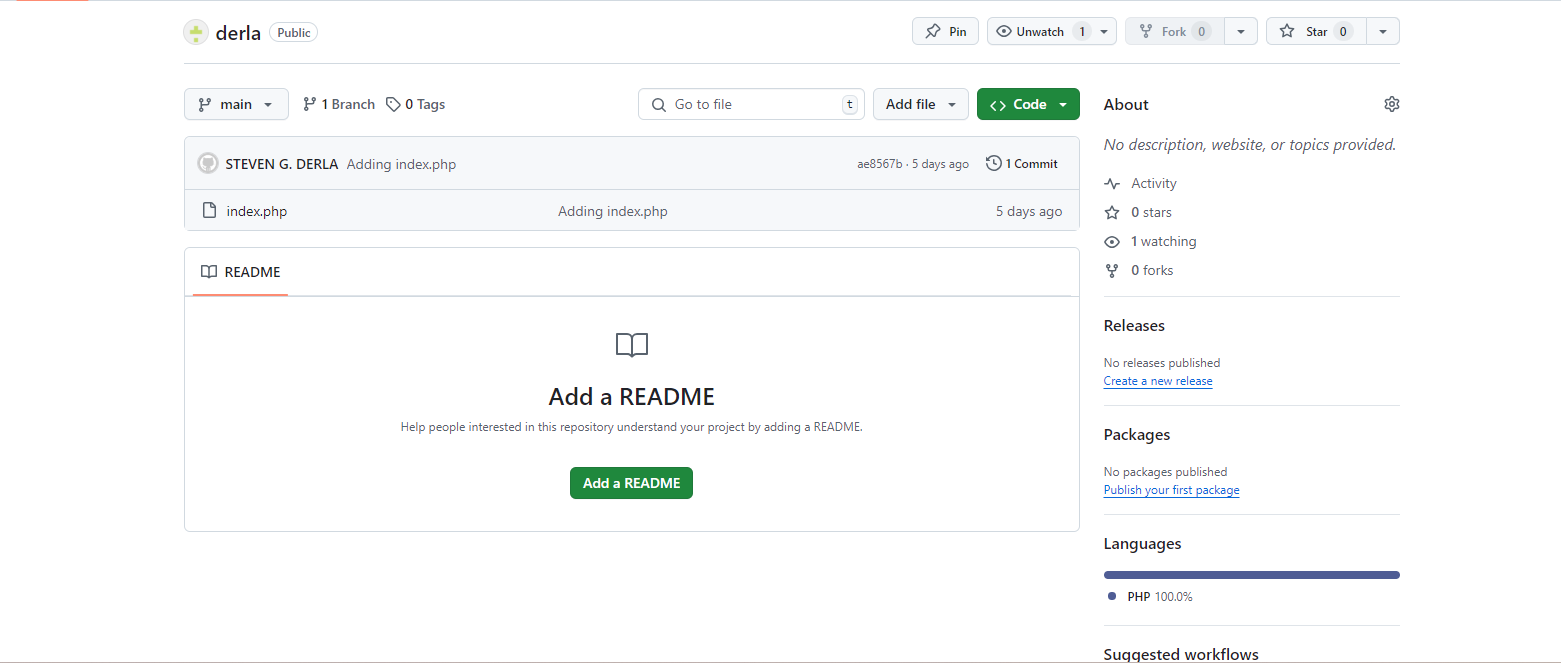 derla Public Pin Unwatch 1 Fork 0 Star 0
main 1 Branch 0 Tags Go to file t Add file Code
STEVEN G. DERLA Adding index.php ae8567b · 5 days ago 1 Commit
index.php Adding index.php 5 days ago
README
Add a README
Help people interested in this repository understand your project by adding a README.
Add a README
About
No description, website, or topics provided.
Activity
0 stars
1 watching
0 forks
Releases
No releases published
Create a new release
Packages
No packages published
Publish your first package
Languages
PHP 100.0%
Suggested workflows